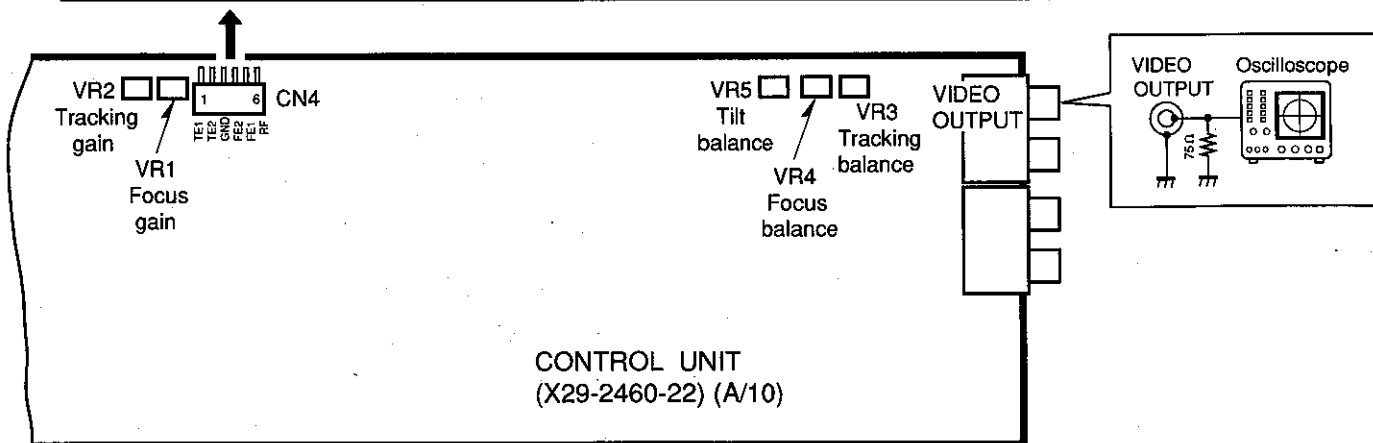 VR2
Tracking
gain
VR1
Focus
gain
1 6
CN4
TE1
TE2
GND
FE2
FE1
RF
VR5
Tilt
balance
VR4
Focus
balance
VR3
Tracking
balance
VIDEO
OUTPUT
VIDEO
OUTPUT
Oscilloscope
75Ω
CONTROL UNIT
(X29-2460-22) (A/10)